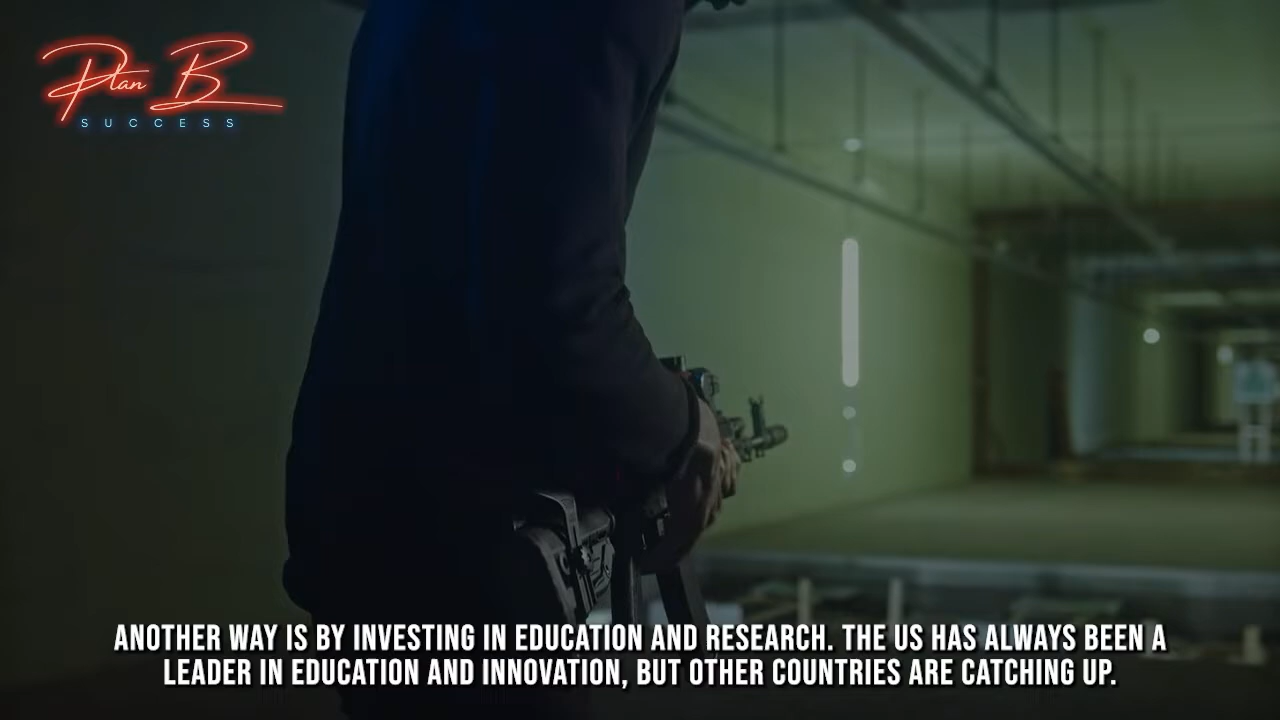 Plan B
SUCCESS
ANOTHER WAY IS BY INVESTING IN EDUCATION AND RESEARCH. THE US HAS ALWAYS BEEN A
LEADER IN EDUCATION AND INNOVATION, BUT OTHER COUNTRIES ARE CATCHING UP.